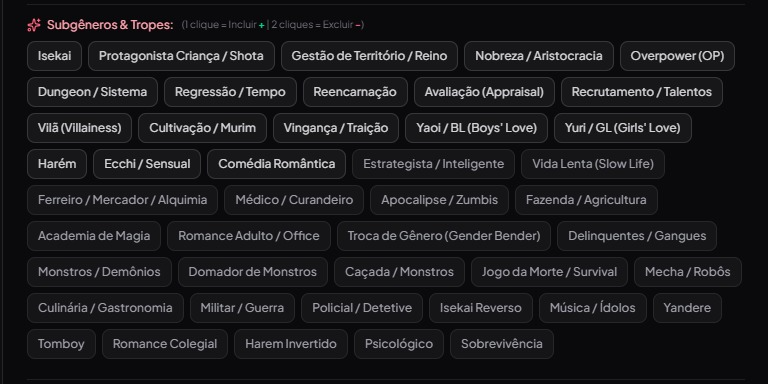 Subgêneros & Tropes: (1 clique = Incluir + | 2 cliques = Excluir −)
Isekai Protagonista Criança / Shota Gestão de Território / Reino Nobreza / Aristocracia Overpower (OP)
Dungeon / Sistema Regressão / Tempo Reencarnação Avaliação (Appraisal) Recrutamento / Talentos
Vilã (Villainess) Cultivação / Murim Vingança / Traição Yaoi / BL (Boys' Love) Yuri / GL (Girls' Love)
Harém Ecchi / Sensual Comédia Romântica Estrategista / Inteligente Vida Lenta (Slow Life)
Ferreiro / Mercador / Alquimia Médico / Curandeiro Apocalipse / Zumbis Fazenda / Agricultura
Academia de Magia Romance Adulto / Office Troca de Gênero (Gender Bender) Delinquentes / Gangues
Monstros / Demônios Domador de Monstros Caçada / Monstros Jogo da Morte / Survival Mecha / Robôs
Culinária / Gastronomia Militar / Guerra Policial / Detetive Isekai Reverso Música / Ídolos Yandere
Tomboy Romance Colegial Harem Invertido Psicológico Sobrevivência